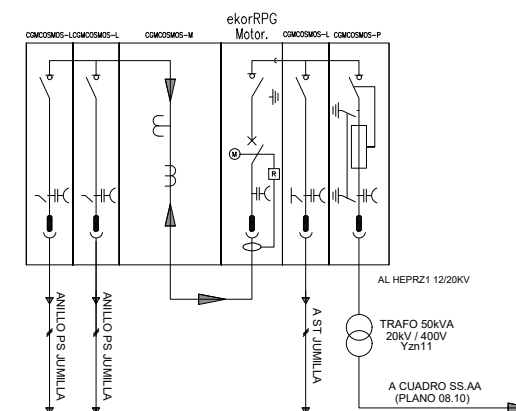 ekorRPG
Motor.
CGMCOSMOS-L
CGMCOSMOS-L
CGMCOSMOS-M
CGMCOSMOS-L
CGMCOSMOS-P
M
R
AL HEPRZ1 12/20KV
ANILLO PS JUMILLA
ANILLO PS JUMILLA
A ST JUMILLA
TRAFO 50kVA
20kV / 400V
Yzn11
A CUADRO SS.AA
(PLANO 08.10)